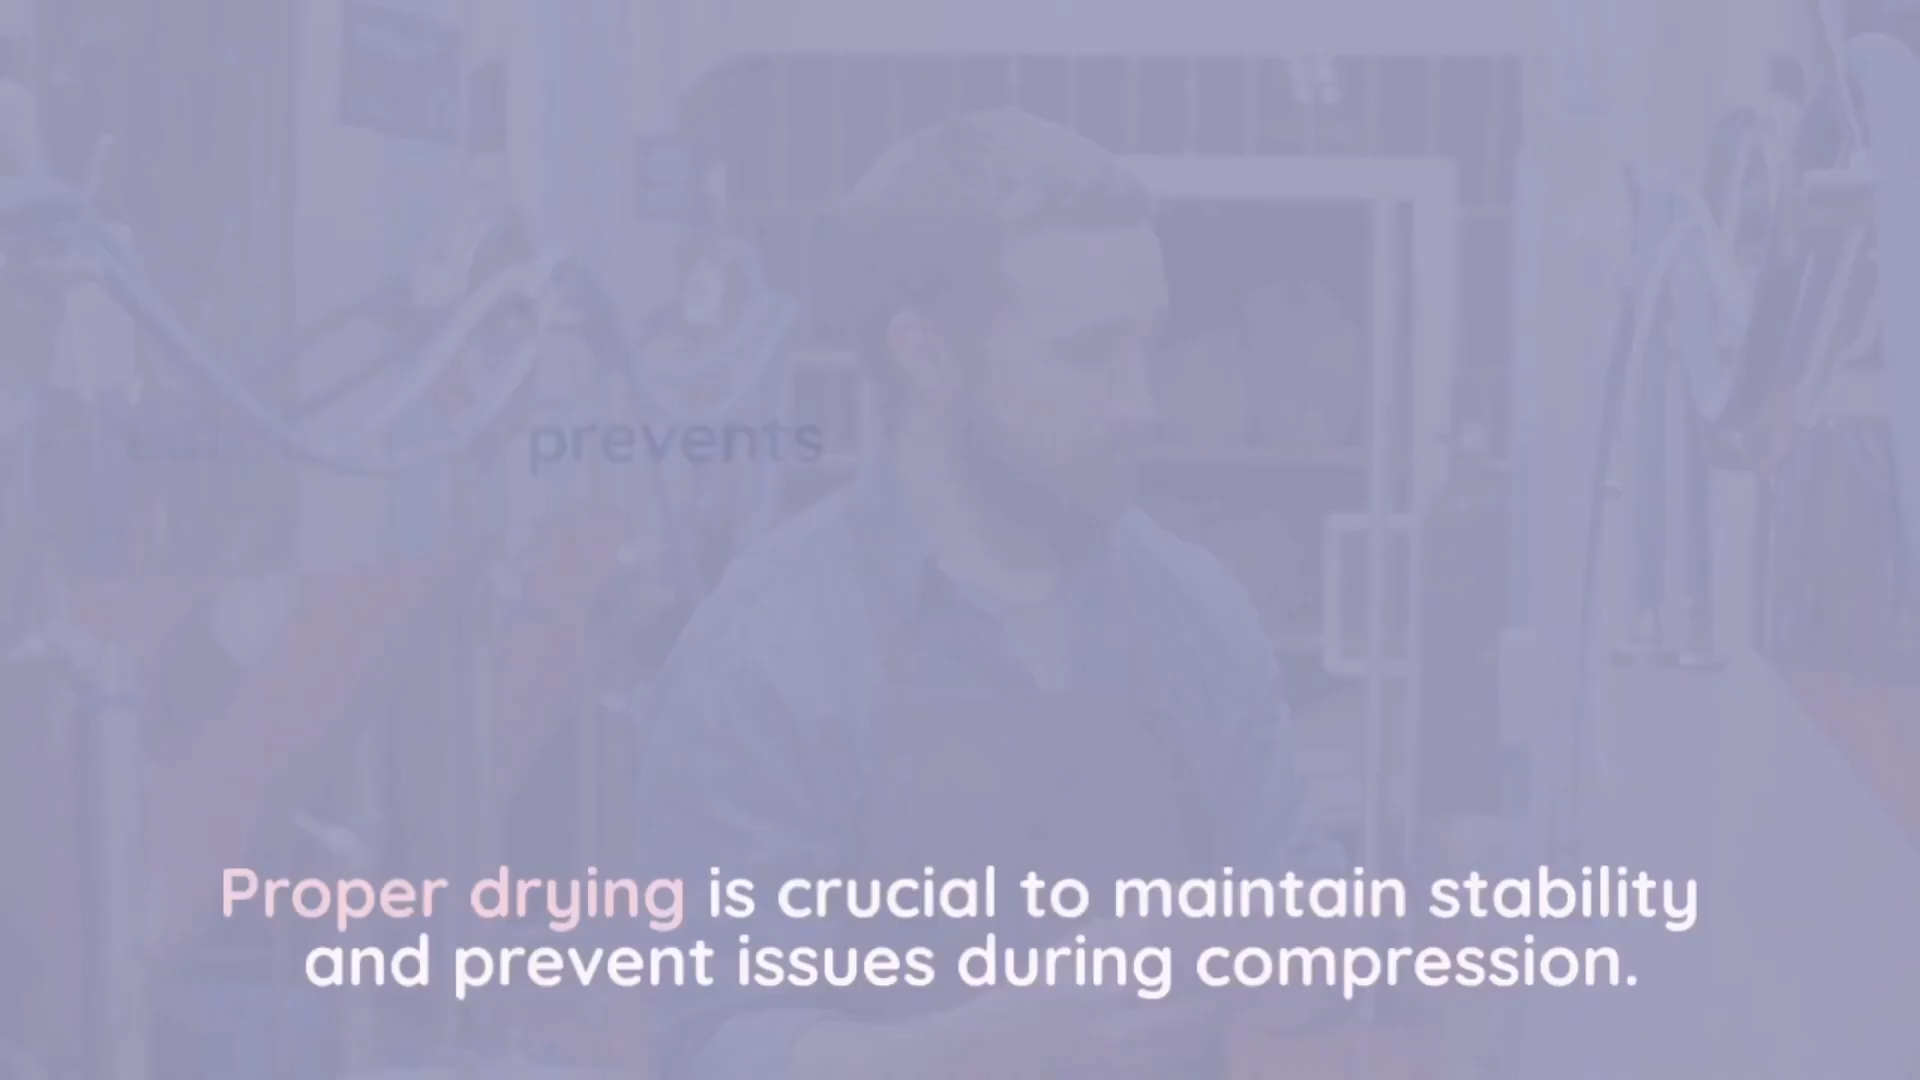 prevents
Proper drying is crucial to maintain stability
and prevent issues during compression.